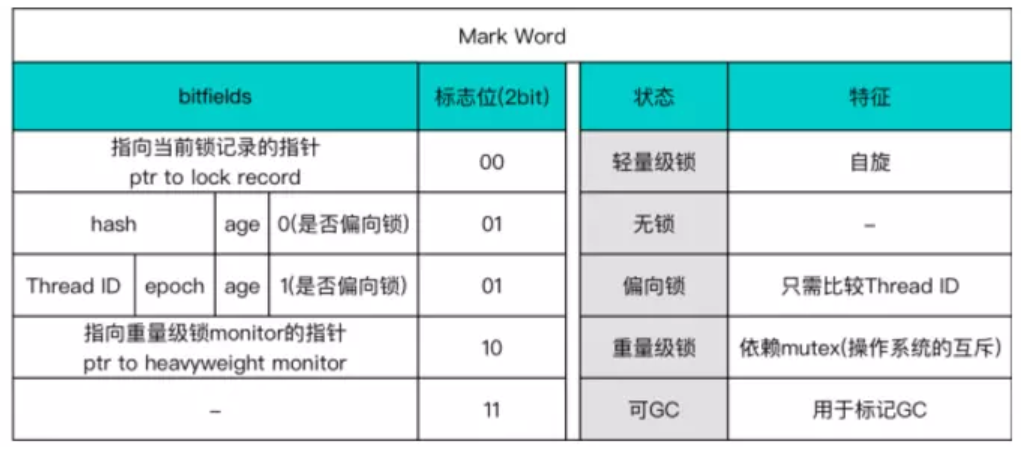 Mark Word
bitfields 标志位(2bit) 状态 特征
指向当前锁记录的指针
ptr to lock record 00 轻量级锁 自旋
hash age 0(是否偏向锁) 01 无锁 –
Thread ID epoch age 1(是否偏向锁) 01 偏向锁 只需比较Thread ID
指向重量级锁monitor的指针
ptr to heavyweight monitor 10 重量级锁 依赖mutex(操作系统的互斥)
– 11 可GC 用于标记GC